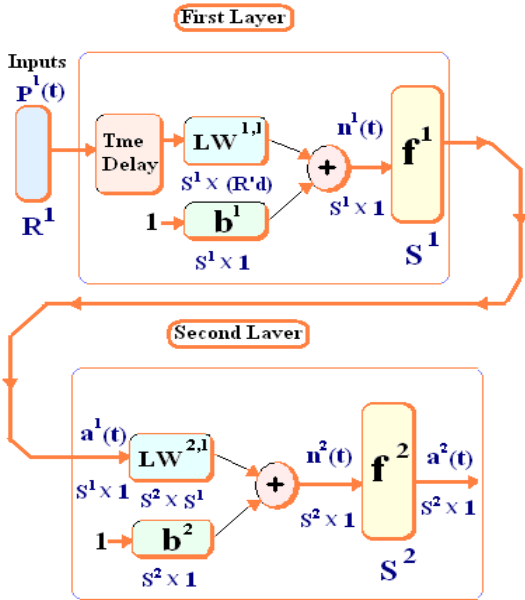 First Layer
Inputs
P¹(t)
Tme Delay
LW¹,¹
n¹(t)
f¹
+
S¹ X (R'd)
1
b¹
S¹ X 1
S¹ X 1
R¹
S¹
Second Laver
a¹(t)
LW²,¹
n²(t)
f²
a²(t)
+
S¹ X 1
S² X S¹
S² X 1
S² X 1
1
b²
S² X 1
S²